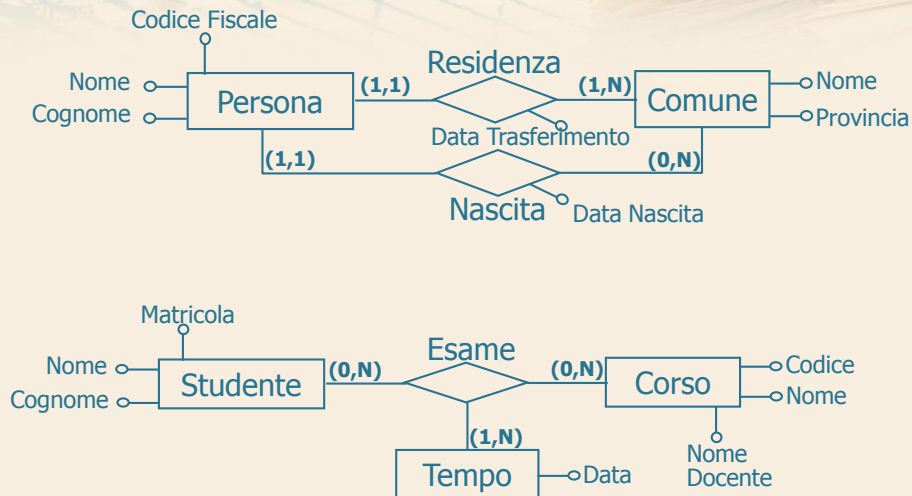 Codice Fiscale
Nome
Cognome
Persona
(1,1)
Residenza
(1,N)
Comune
Nome
Provincia
Data Trasferimento
(1,1)
(0,N)
Nascita
Data Nascita
Matricola
Nome
Cognome
Studente
(0,N)
Esame
(0,N)
Corso
Codice
Nome
Nome
Docente
(1,N)
Tempo
Data